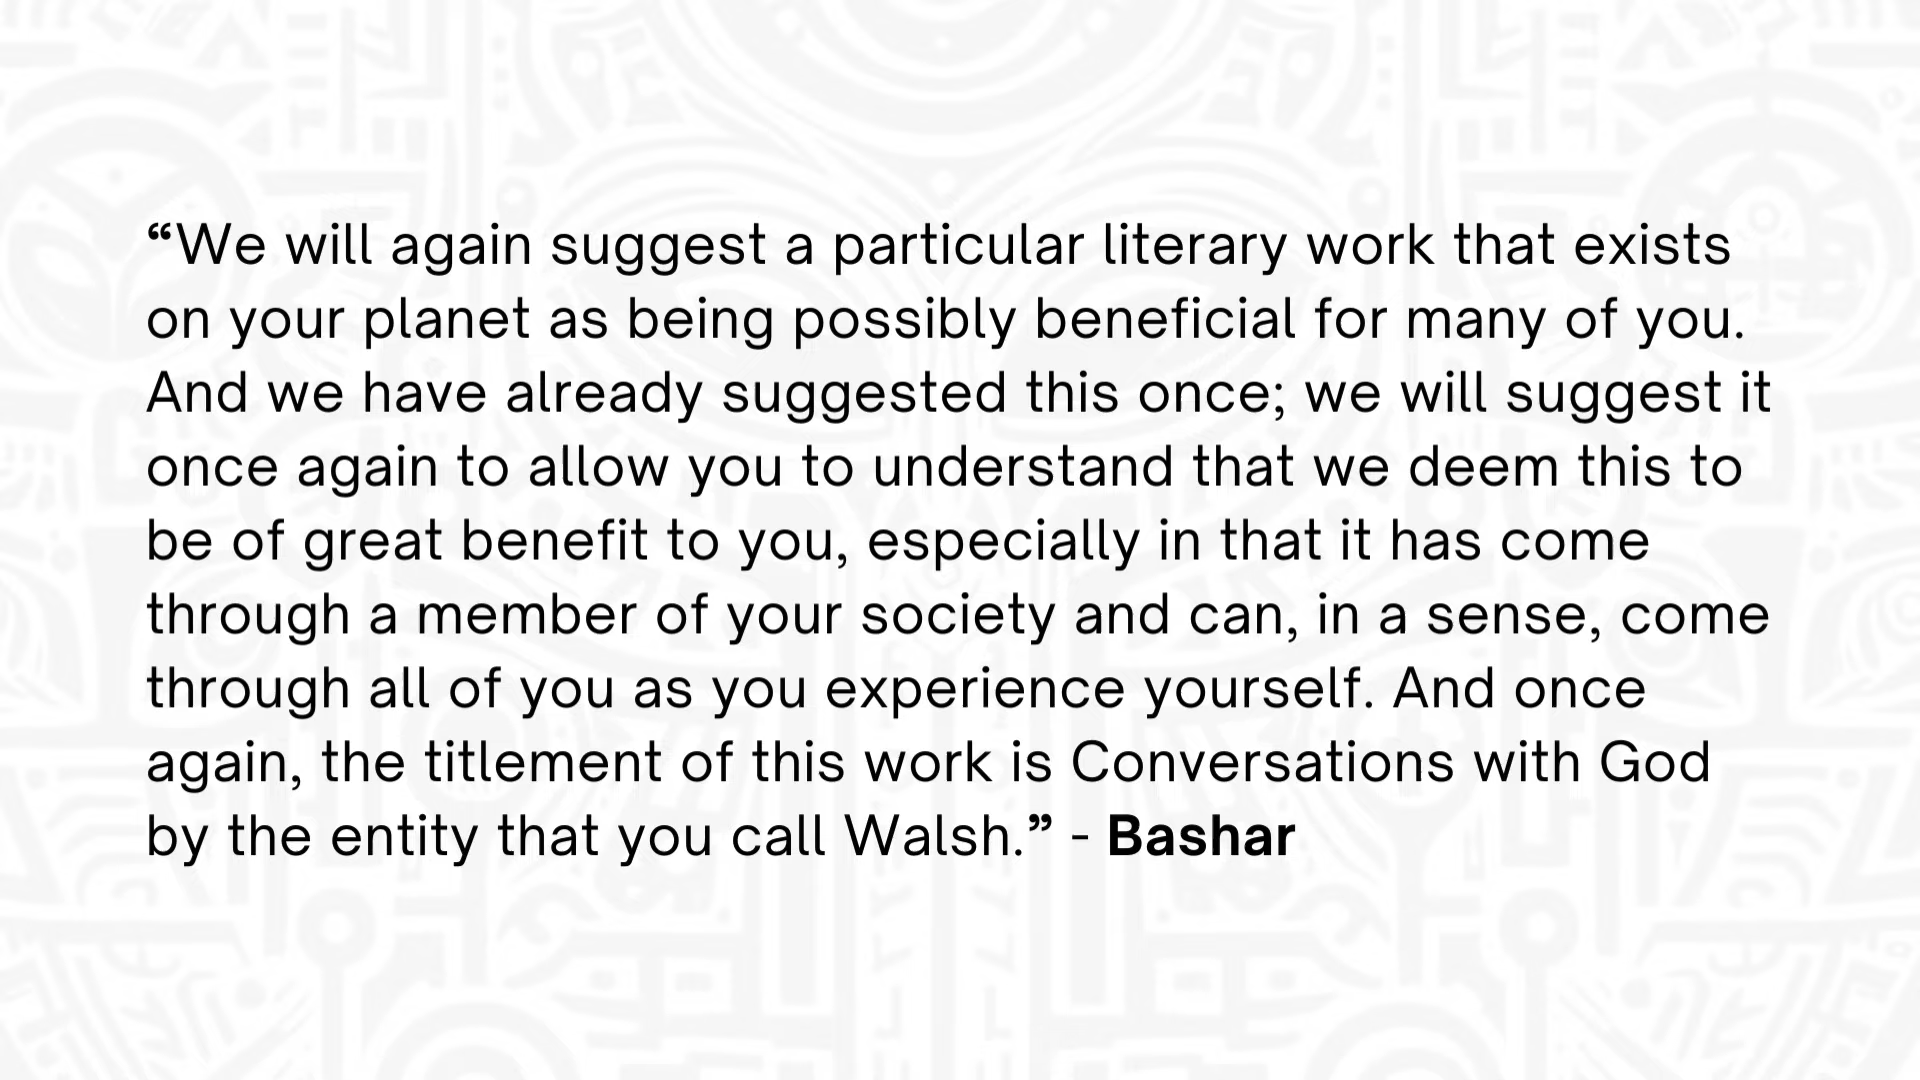 “We will again suggest a particular literary work that exists
on your planet as being possibly beneficial for many of you.
And we have already suggested this once; we will suggest it
once again to allow you to understand that we deem this to
be of great benefit to you, especially in that it has come
through a member of your society and can, in a sense, come
through all of you as you experience yourself. And once
again, the titlement of this work is Conversations with God
by the entity that you call Walsh.” - Bashar